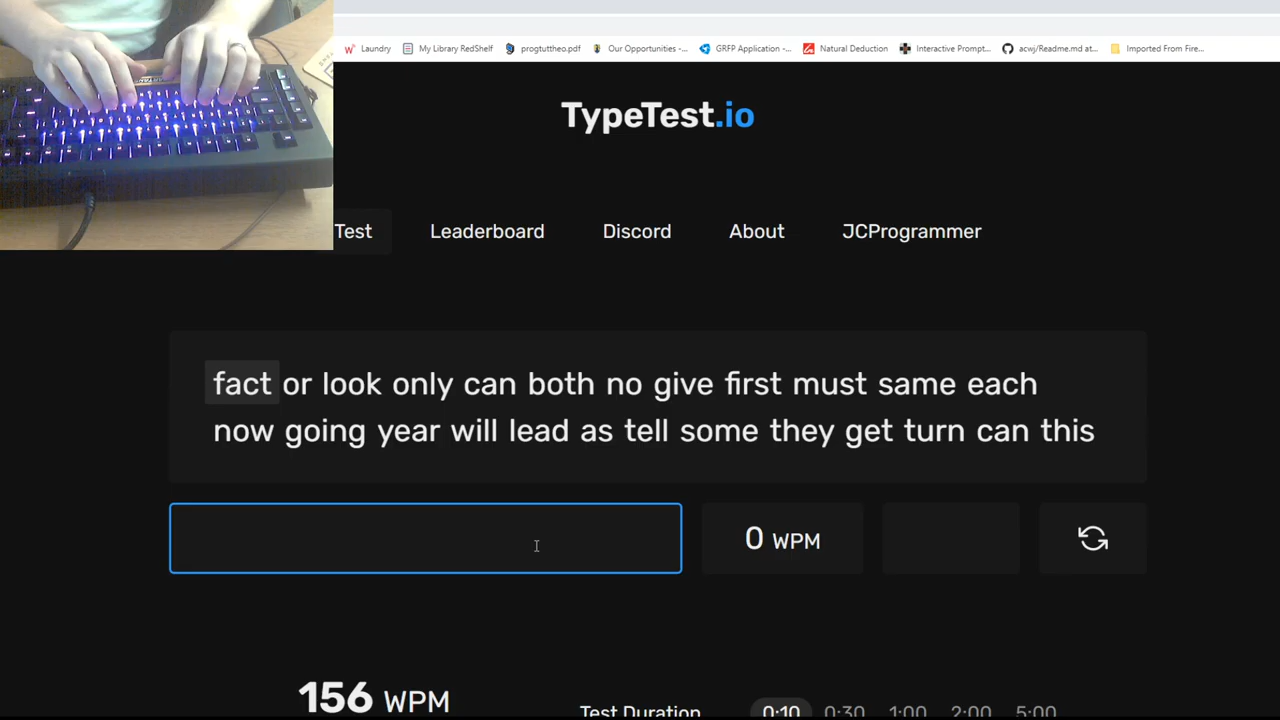 Laundry My Library RedShelf progtuttheo.pdf Our Opportunities -... GRFP Application -... Natural Deduction Interactive Prompt... acwj/Readme.md at... Imported From Fire...
TypeTest.io
Test Leaderboard Discord About JCProgrammer
fact or look only can both no give first must same each
now going year will lead as tell some they get turn can this
0 WPM
156 WPM
Test Duration 0:10 0:30 1:00 2:00 5:00